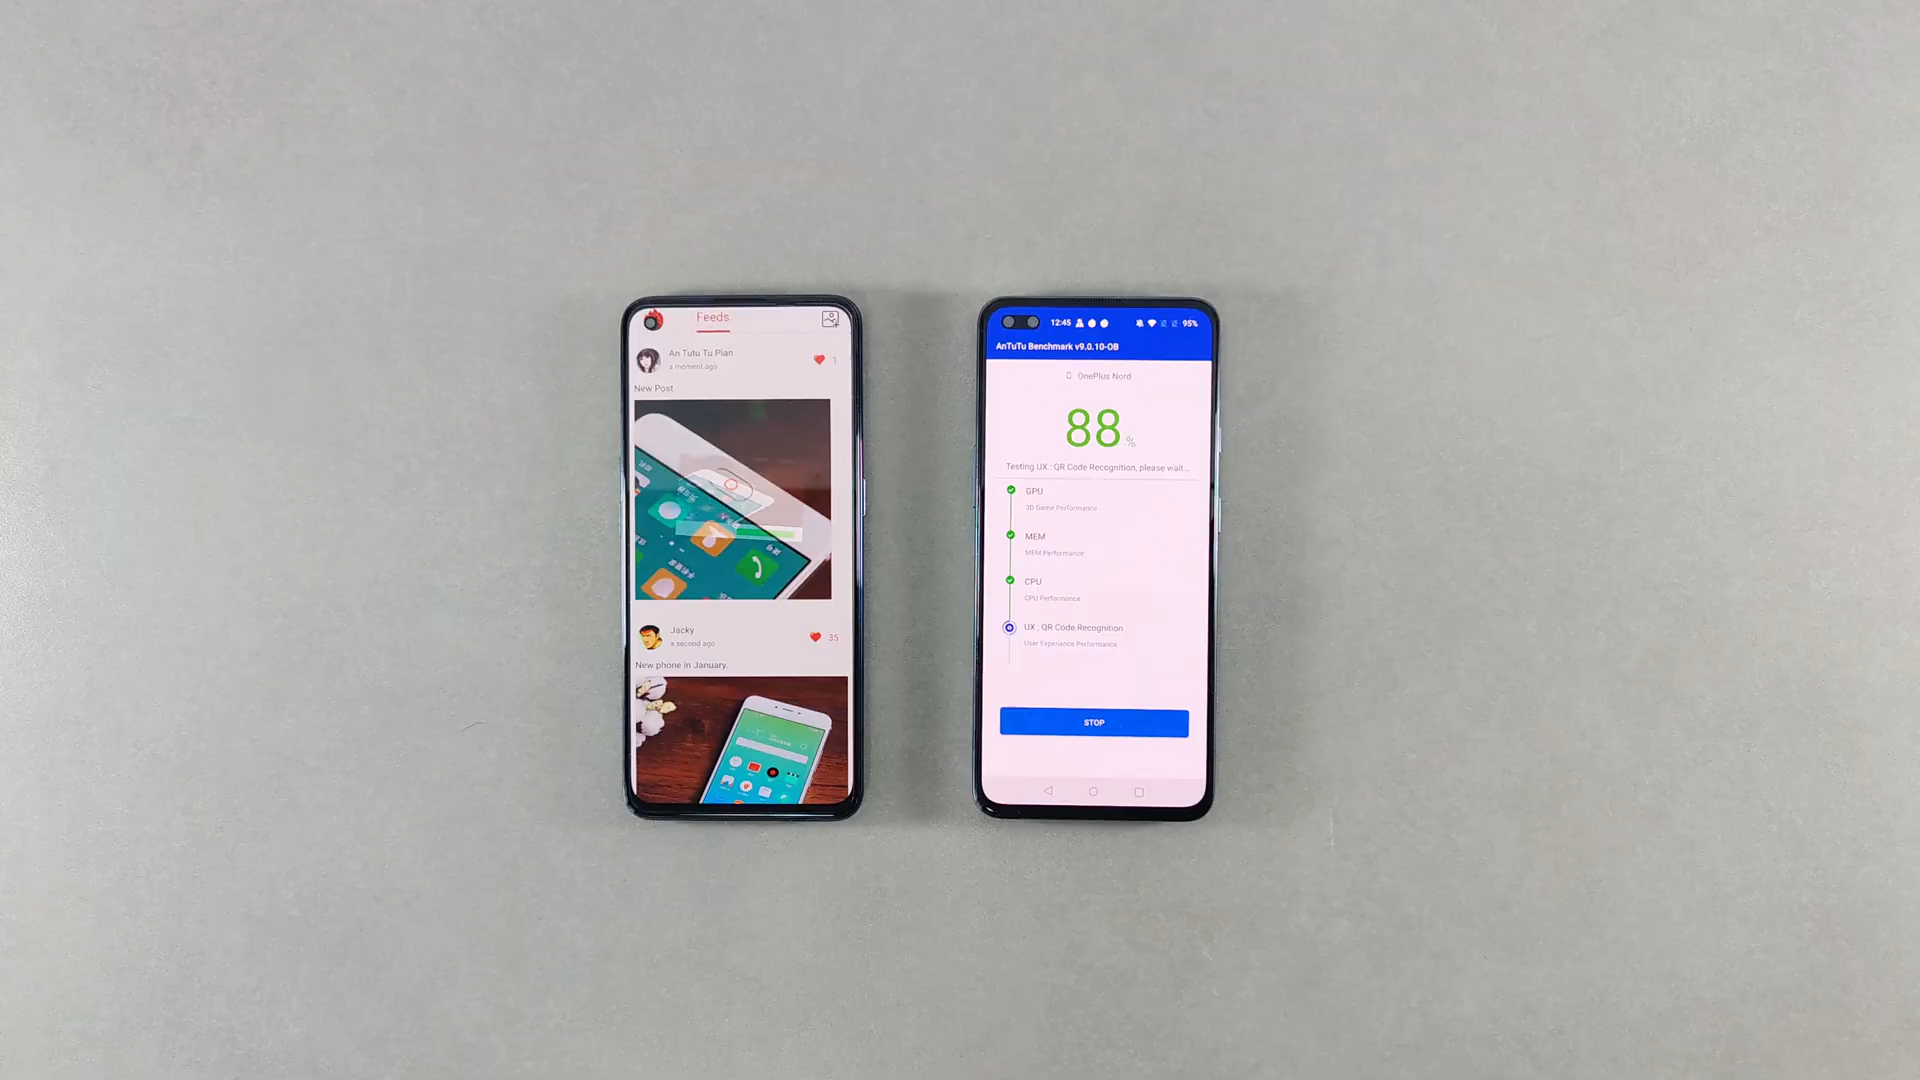 Feeds
An Tutu Tu Pian
a moment ago
1
New Post
Jacky
a second ago
35
New phone in January.
12:45
95%
AnTuTu Benchmark v9.0.10-OB
OnePlus Nord
88%
Testing UX : QR Code Recognition, please wait...
GPU
3D Game Performance
MEM
MEM Performance
CPU
CPU Performance
UX : QR Code Recognition
User Experience Performance
STOP